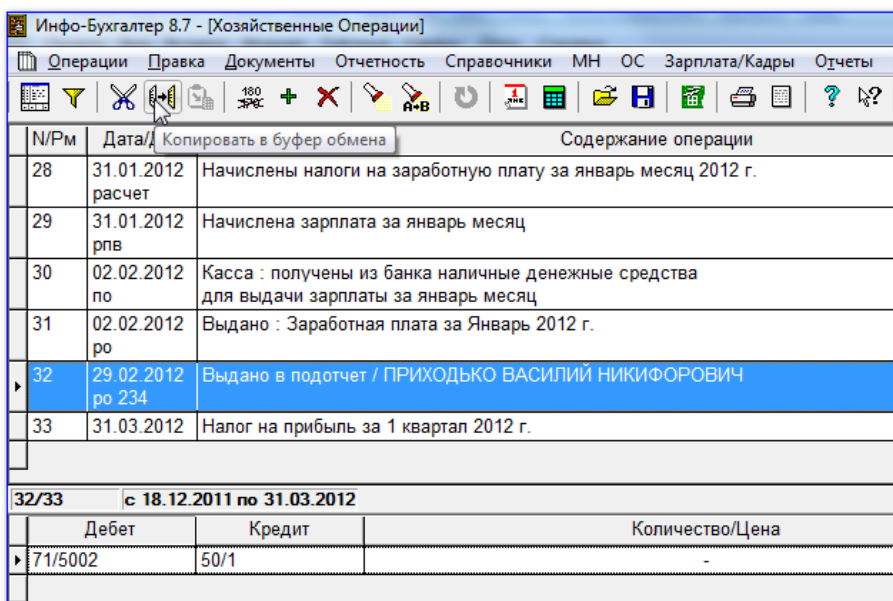 Инфо-Бухгалтер 8.7 - [Хозяйственные Операции]
Операции Правка Документы Отчетность Справочники МН ОС Зарплата/Кадры Отчеты
N/Рм Дата/Д Содержание операции
Копировать в буфер обмена
28 31.01.2012 Начислены налоги на заработную плату за январь месяц 2012 г.
расчет
29 31.01.2012 Начислена зарплата за январь месяц
рпв
30 02.02.2012 Касса : получены из банка наличные денежные средства
по для выдачи зарплаты за январь месяц
31 02.02.2012 Выдано : Заработная плата за Январь 2012 г.
ро
32 29.02.2012 Выдано в подотчет / ПРИХОДЬКО ВАСИЛИЙ НИКИФОРОВИЧ
ро 234
33 31.03.2012 Налог на прибыль за 1 квартал 2012 г.
32/33 с 18.12.2011 по 31.03.2012
Дебет Кредит Количество/Цена
71/5002 50/1 -